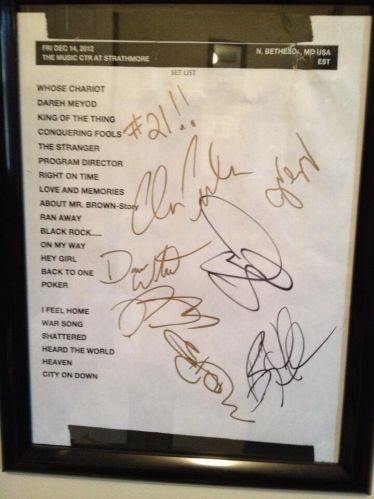 FRI DEC 14, 2012
THE MUSIC CTR AT STRATHMORE
N. BETHESDA, MD USA
EST
SET LIST
WHOSE CHARIOT
DAREH MEYOD
KING OF THE THING
CONQUERING FOOLS
THE STRANGER
PROGRAM DIRECTOR
RIGHT ON TIME
LOVE AND MEMORIES
ABOUT MR. BROWN-Story
RAN AWAY
BLACK ROCK.....
ON MY WAY
HEY GIRL
BACK TO ONE
POKER
I FEEL HOME
WAR SONG
SHATTERED
HEARD THE WORLD
HEAVEN
CITY ON DOWN
#21!!